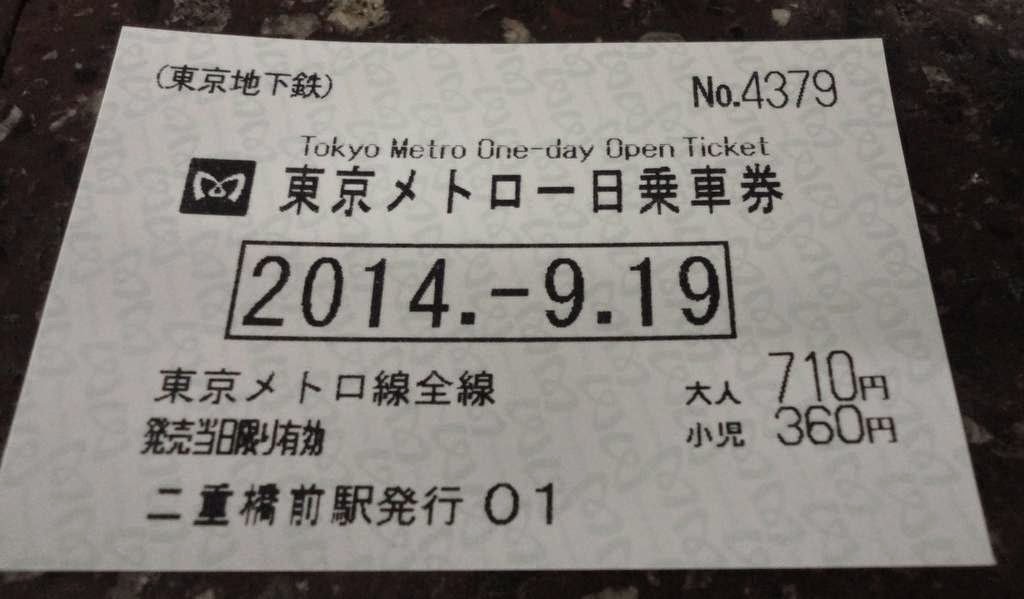 (東京地下鉄)
No.4379
Tokyo Metro One-day Open Ticket
東京メトロ一日乗車券
2014.-9.19
東京メトロ線全線
大人 710円
発売当日限り有効
小児 360円
二重橋前駅発行 01